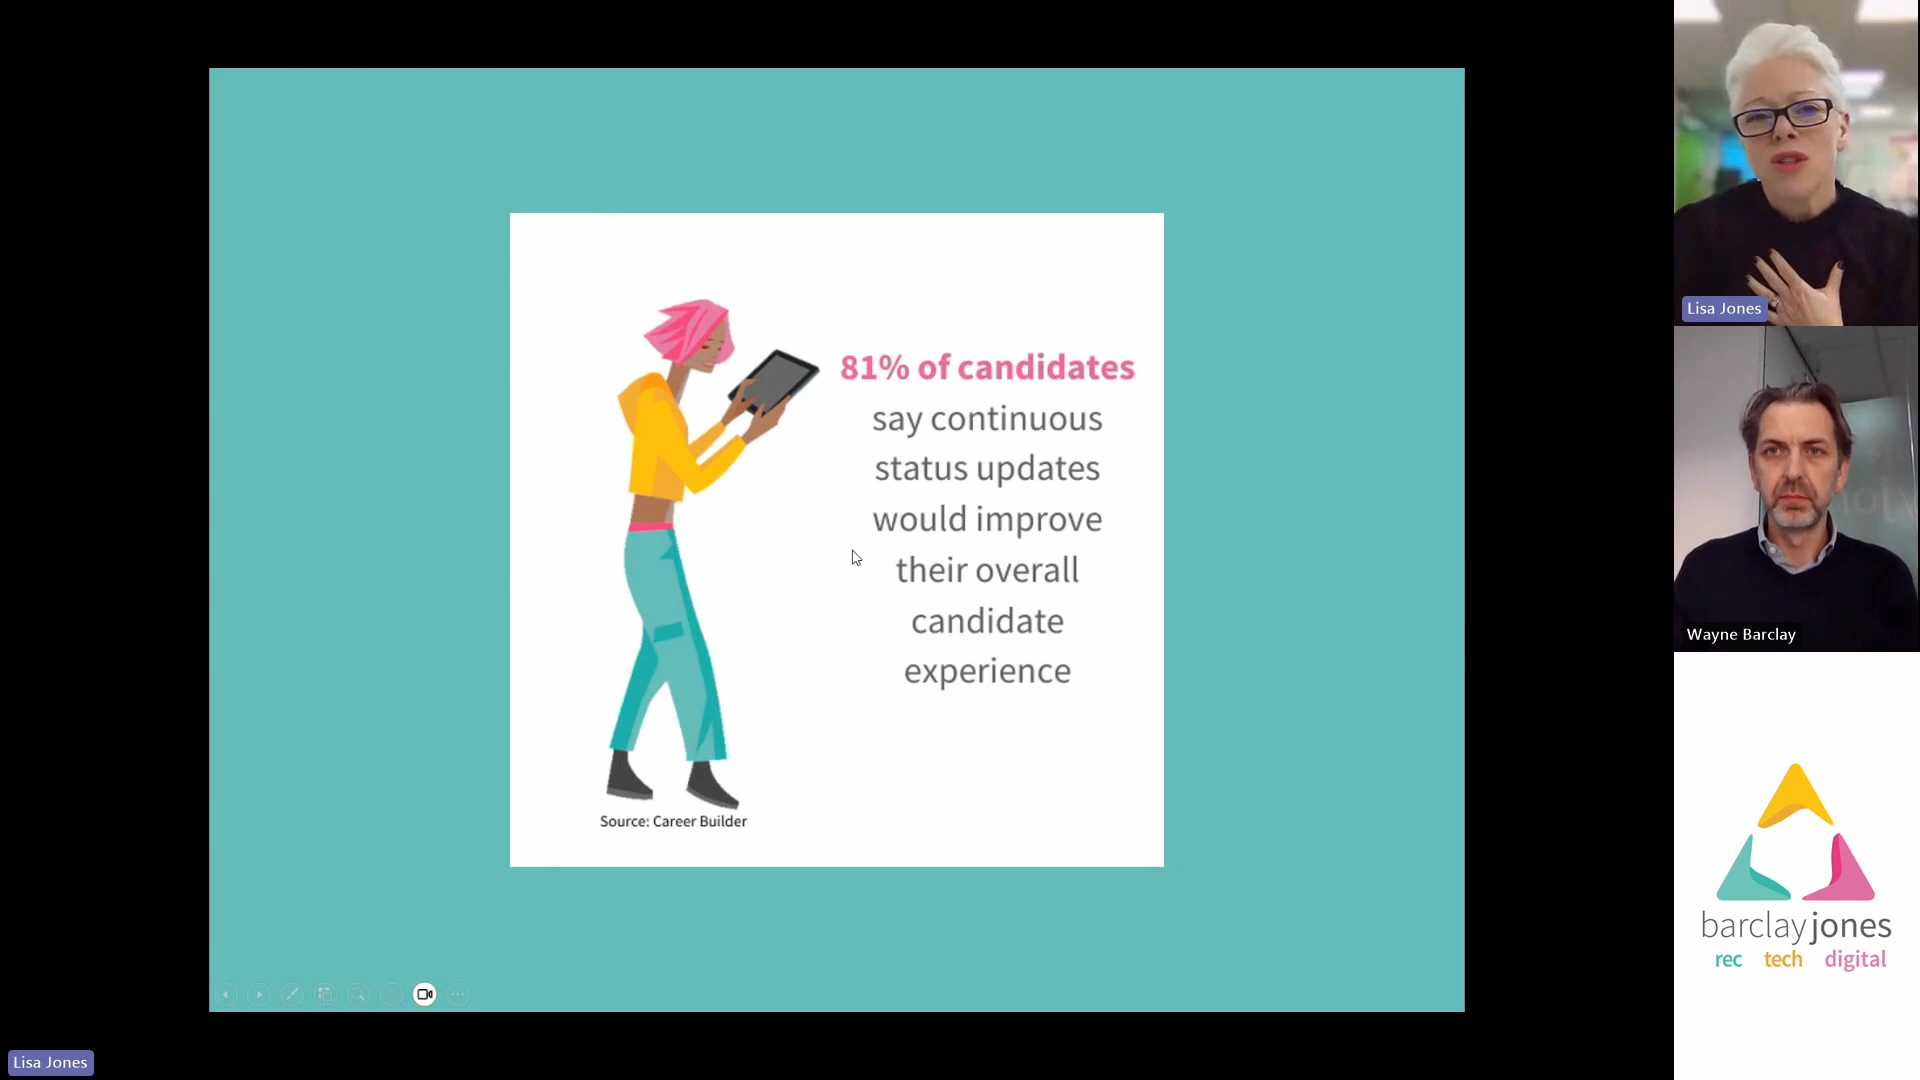 81% of candidates
say continuous
status updates
would improve
their overall
candidate
experience
Source: Career Builder
Lisa Jones
Wayne Barclay
barclayjones
rec tech digital
Lisa Jones